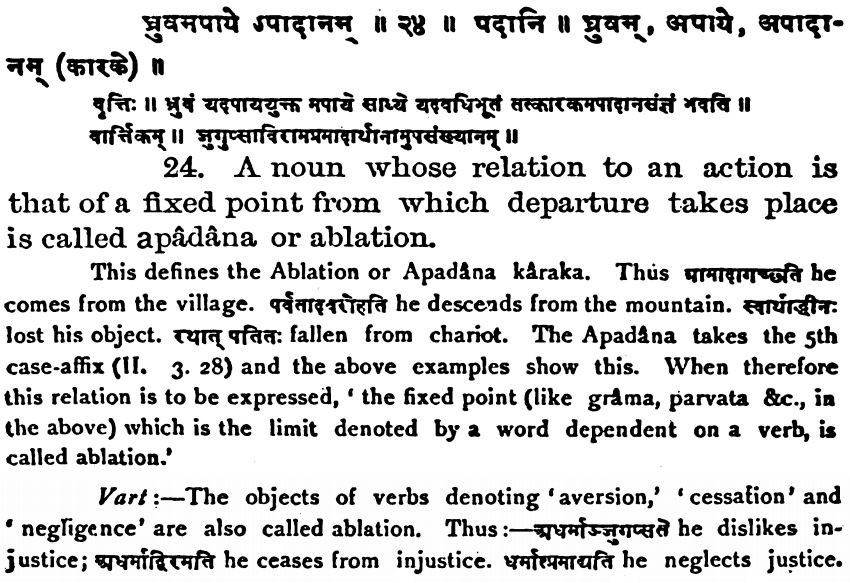 ध्रुवमपाये ऽपादानम् ॥ २४ ॥ पदानि ॥ ध्रुवम्, अपाये, अपादा-
नम् (कारके) ॥
वृत्तिः ॥ ध्रुवं यदपाययुक्त मपाये साध्ये यदवधिभूतं तत्कारकमपादानसंज्ञं भवति ॥
वार्त्तिकम् ॥ जुगुप्साविरामप्रमादार्थानामुपसंख्यानम् ॥
24. A noun whose relation to an action is
that of a fixed point from which departure takes place
is called apâdâna or ablation.
This defines the Ablation or Apadâna kâraka. Thus ग्रामादागच्छति he
comes from the village. पर्वतादवरोहति he descends from the mountain. स्वार्थाद्धीनः
lost his object. रथात् पतितः fallen from chariot. The Apadâna takes the 5th
case-affix (II. 3. 28) and the above examples show this. When therefore
this relation is to be expressed, ' the fixed point (like grâma, parvata &c., in
the above) which is the limit denoted by a word dependent on a verb, is
called ablation.'
Vart :—The objects of verbs denoting 'aversion,' 'cessation' and
'negligence' are also called ablation. Thus :—अधर्माज्जुगुप्सते he dislikes in-
justice; अधर्माद्विरमति he ceases from injustice. धर्मात्प्रमाद्यति he neglects justice.